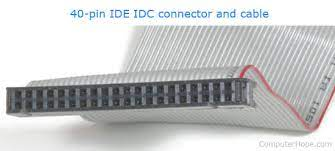 40-pin IDE IDC connector and cable
ComputerHope.com